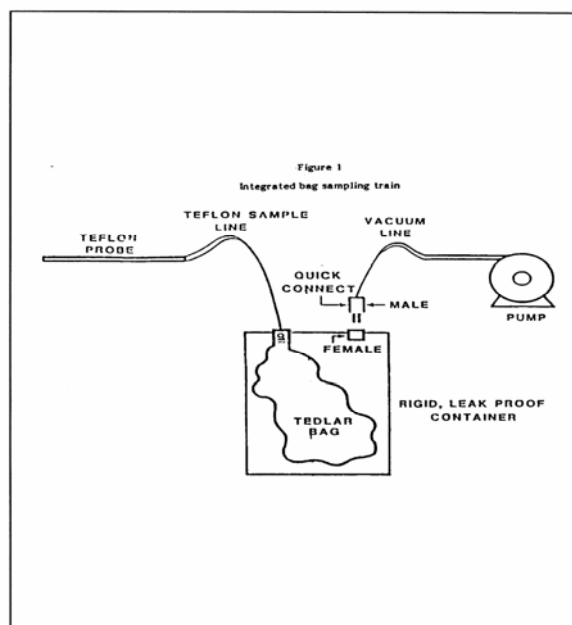 Figure 1
Integrated bag sampling train
TEFLON SAMPLE
LINE
VACUUM
LINE
TEFLON
PROBE
QUICK
CONNECT
MALE
PUMP
FEMALE
RIGID, LEAK PROOF
CONTAINER
TEDLAR
BAG